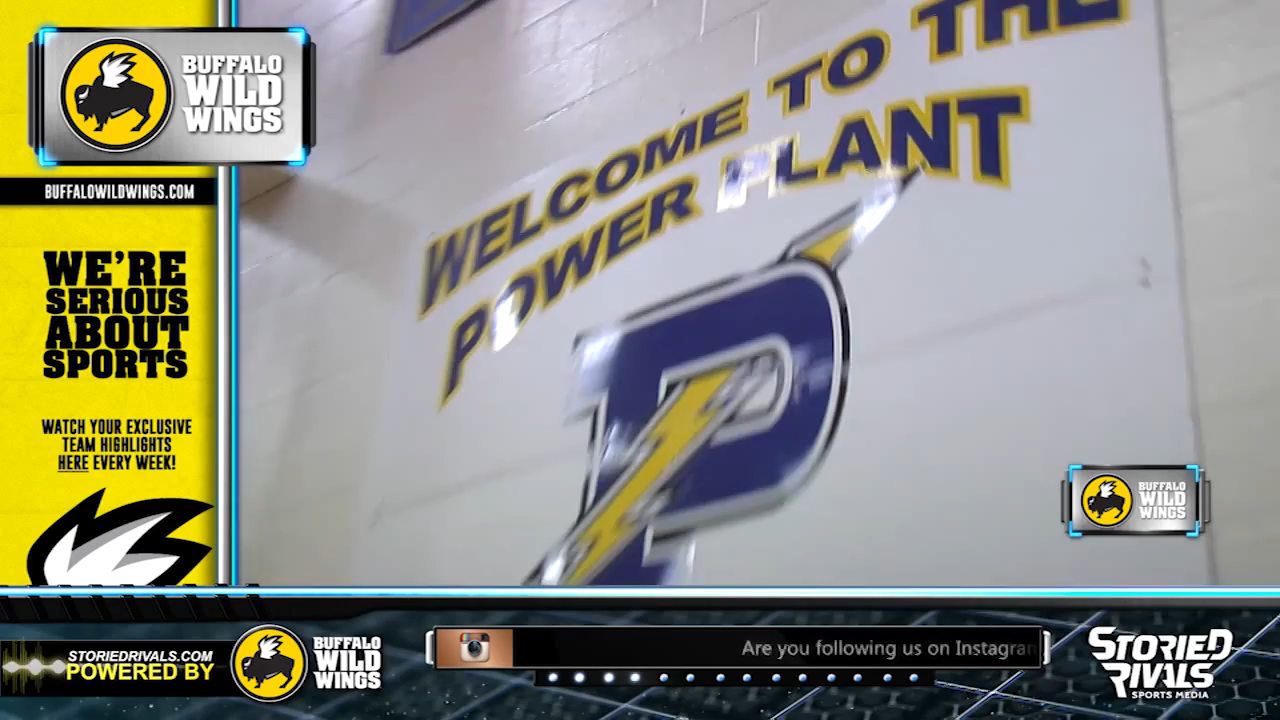 BUFFALO
WILD
WINGS
BUFFALOWILDWINGS.COM
WE'RE
SERIOUS
ABOUT
SPORTS
WATCH YOUR EXCLUSIVE
TEAM HIGHLIGHTS
HERE EVERY WEEK!
WELCOME TO THE
POWER PLANT
P
BUFFALO
WILD
WINGS
STORIEDRIVALS.COM
POWERED BY
BUFFALO
WILD
WINGS
Are you following us on Instagram
STORIED
RIVALS
SPORTS MEDIA